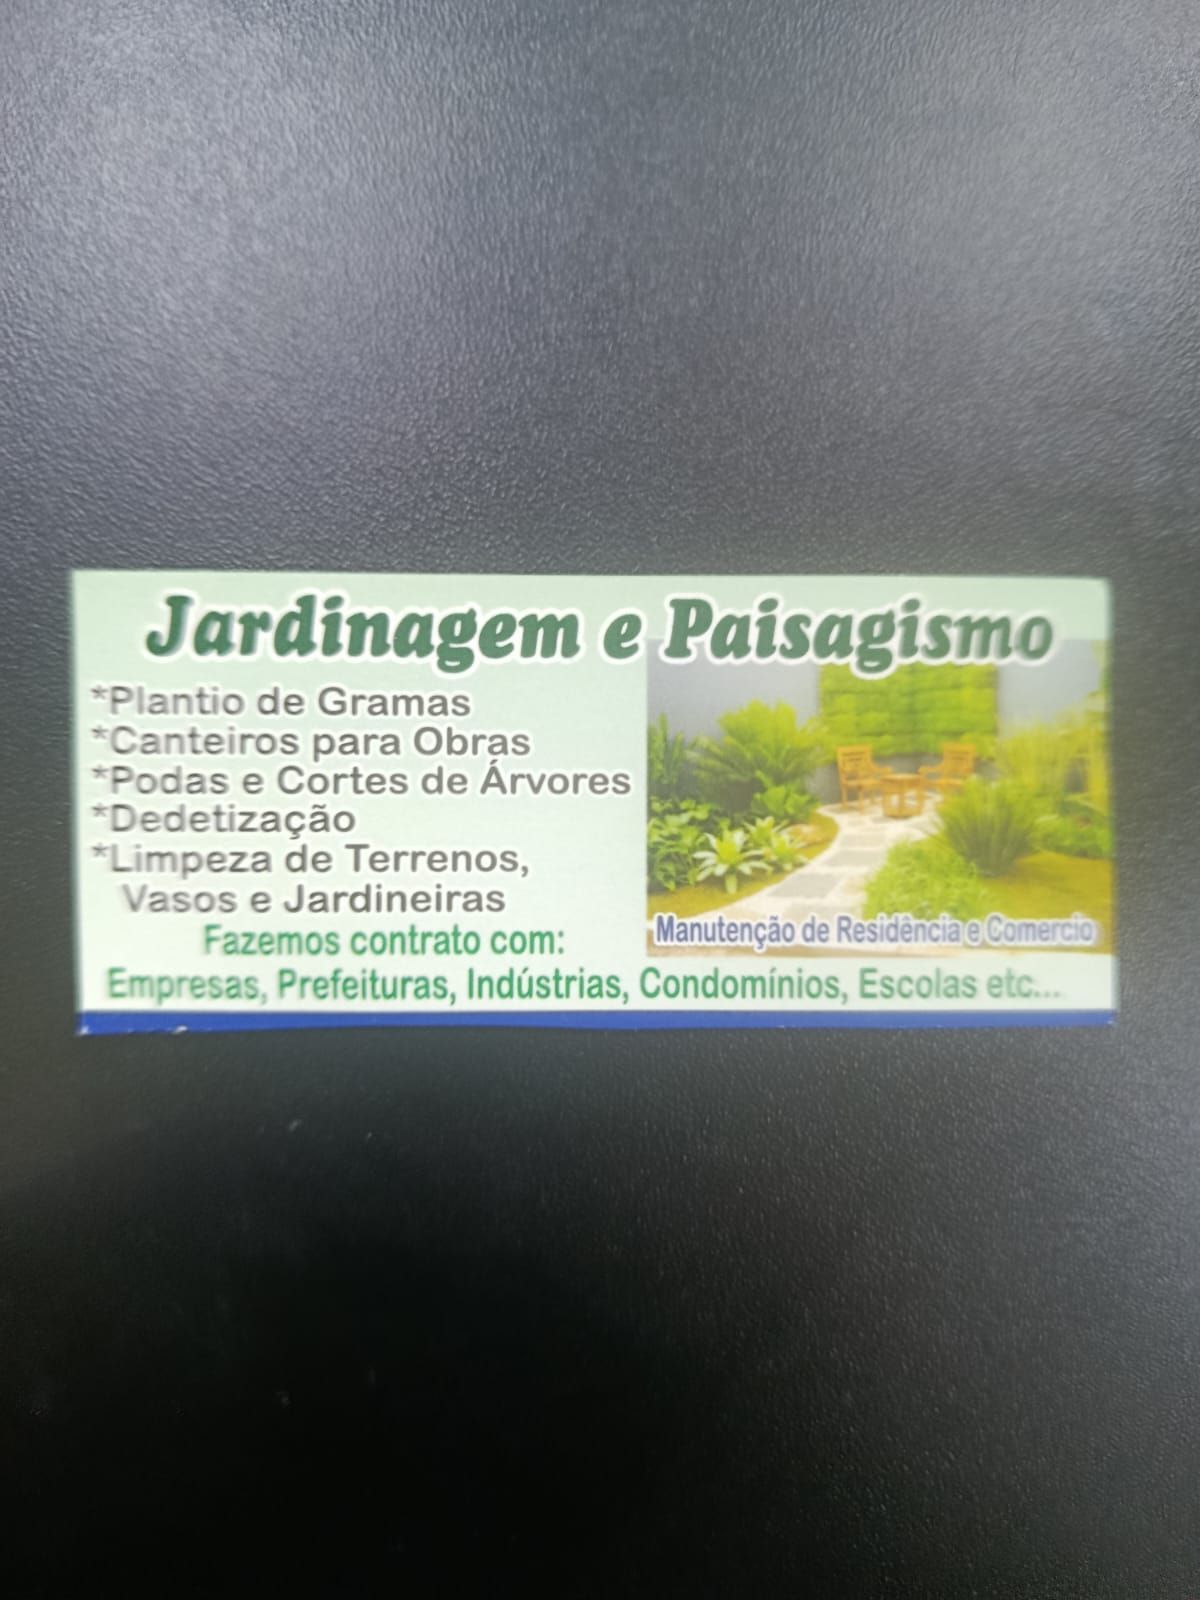 Jardinagem e Paisagismo
*Plantio de Gramas
*Canteiros para Obras
*Podas e Cortes de Árvores
*Dedetização
*Limpeza de Terrenos,
Vasos e Jardineiras
Manutenção de Residência e Comercio
Fazemos contrato com:
Empresas, Prefeituras, Indústrias, Condomínios, Escolas etc...